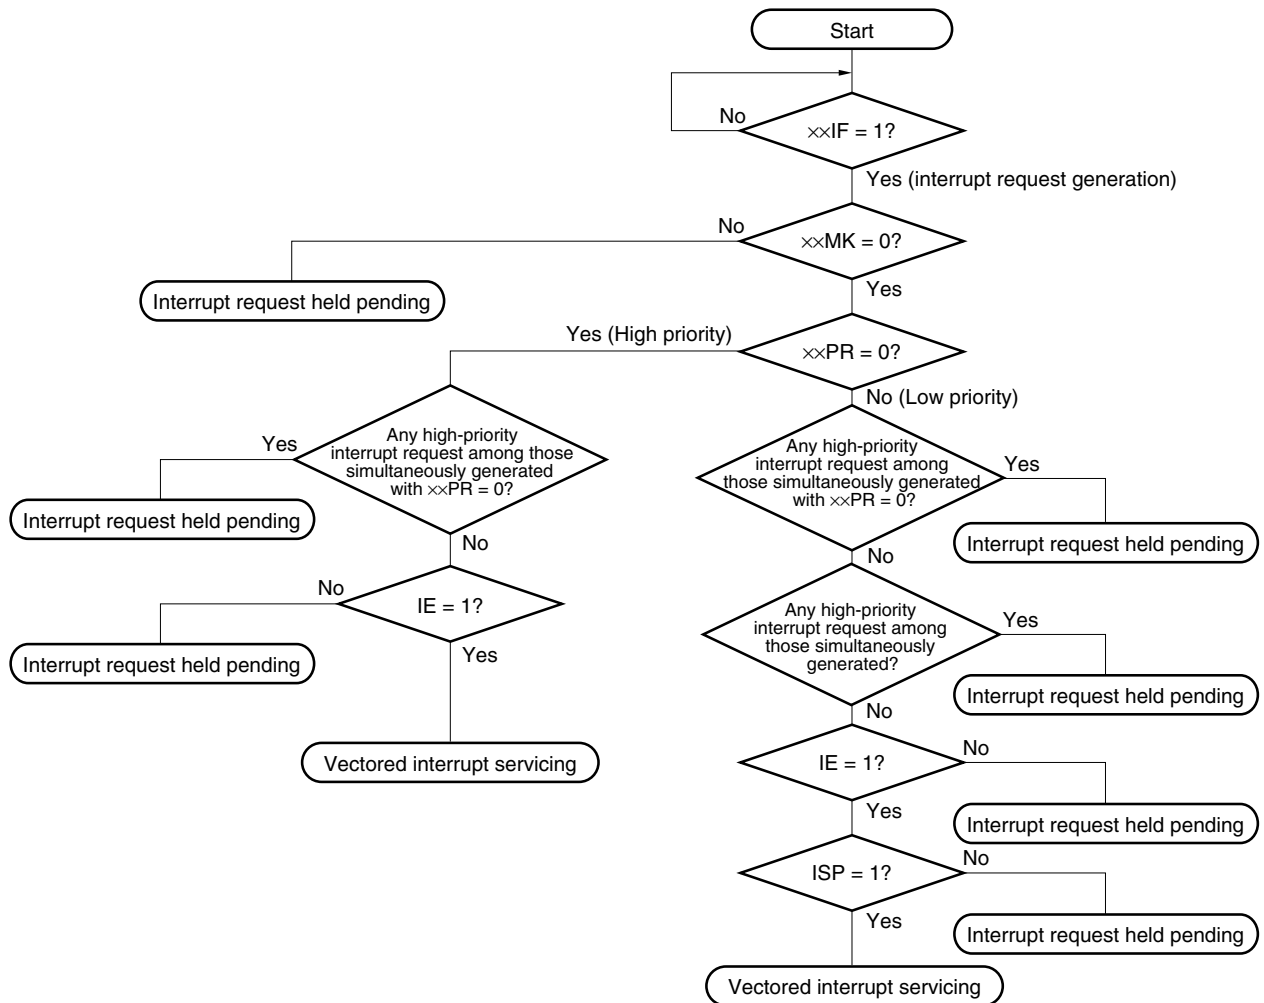 Start
No
××IF = 1?
Yes (interrupt request generation)
No
××MK = 0?
Interrupt request held pending
Yes
Yes (High priority)
××PR = 0?
No (Low priority)
Yes
Any high-priority
interrupt request among those
simultaneously generated
with ××PR = 0?
Any high-priority
interrupt request among
those simultaneously generated
with ××PR = 0?
Yes
Interrupt request held pending
Interrupt request held pending
No
No
No
IE = 1?
Any high-priority
interrupt request among
those simultaneously
generated?
Yes
Interrupt request held pending
Yes
Interrupt request held pending
No
Vectored interrupt servicing
IE = 1?
No
Yes
Interrupt request held pending
ISP = 1?
No
Yes
Interrupt request held pending
Vectored interrupt servicing